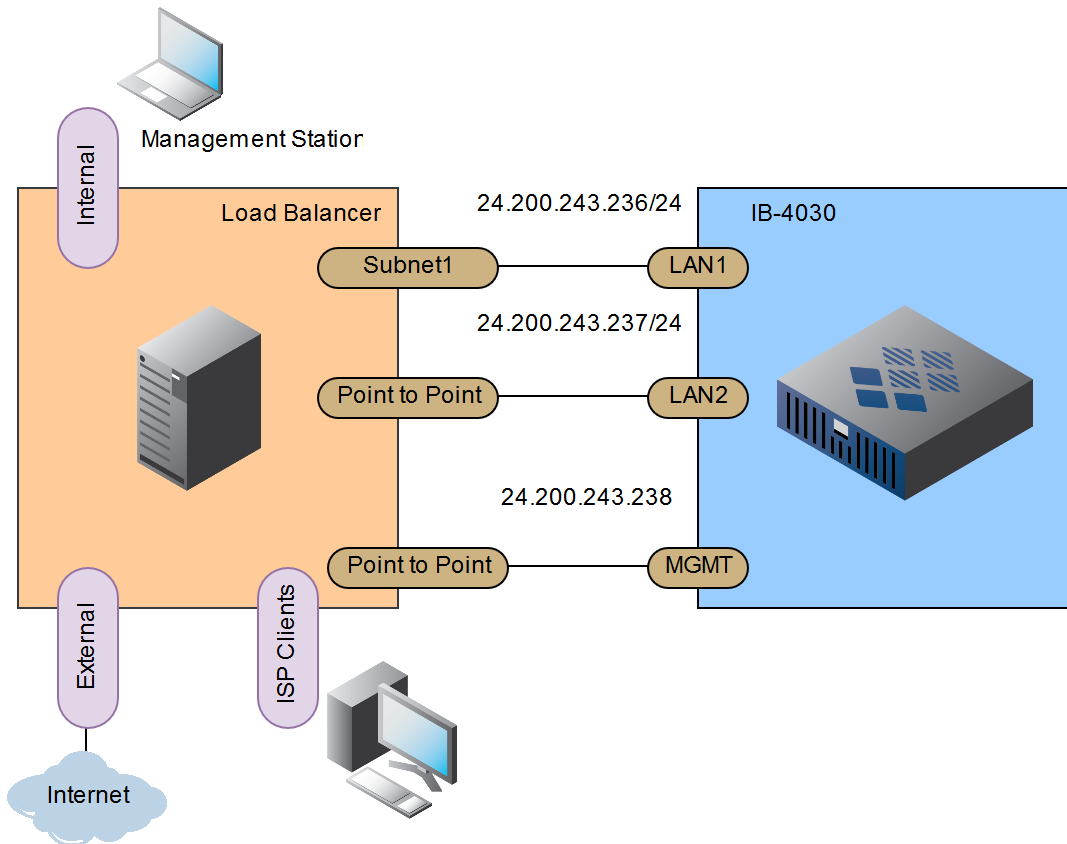 Management Station
Internal
Load Balancer
24.200.243.236/24
IB-4030
Subnet1
LAN1
24.200.243.237/24
Point to Point
LAN2
24.200.243.238
Point to Point
MGMT
External
ISP Clients
Internet